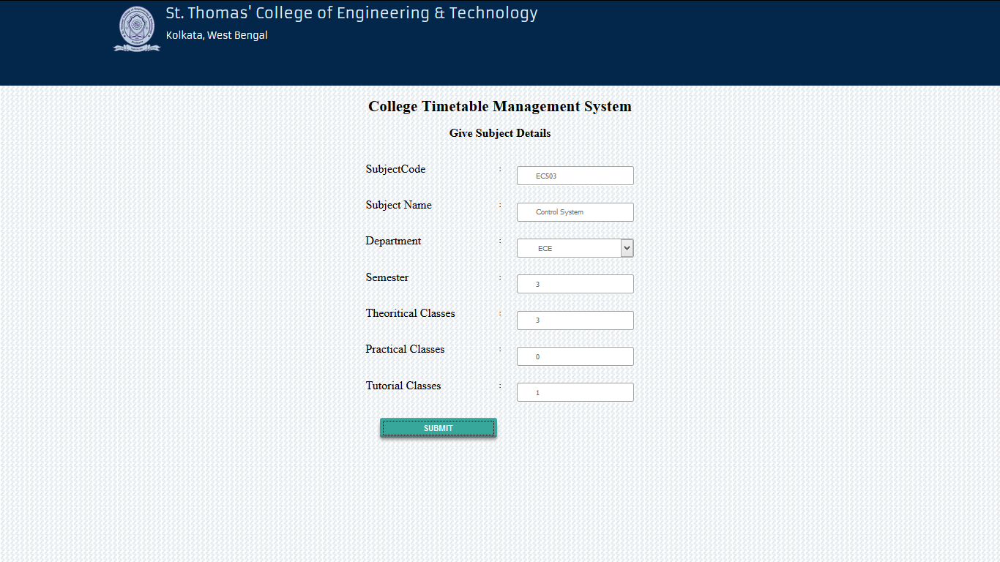 St. Thomas' College of Engineering & Technology
Kolkata, West Bengal
College Timetable Management System
Give Subject Details
SubjectCode : EC503
Subject Name : Control System
Department : ECE
Semester : 3
Theoritical Classes : 3
Practical Classes : 0
Tutorial Classes : 1
SUBMIT